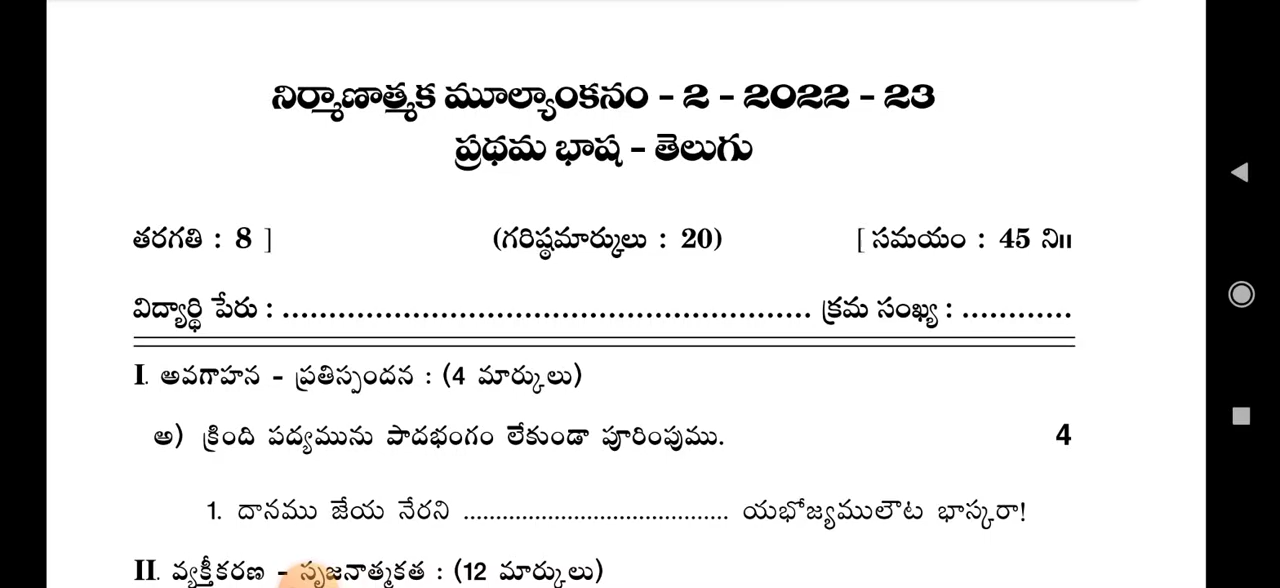 నిర్మాణాత్మక మూల్యాంకనం - 2 - 2022 - 23
ప్రథమ భాష - తెలుగు
తరగతి : 8 ] (గరిష్ఠమార్కులు : 20) [ సమయం : 45 ని॥
విద్యార్థి పేరు : ......................................................... క్రమ సంఖ్య : ............
I. అవగాహన - ప్రతిస్పందన : (4 మార్కులు)
అ) క్రింది పద్యమును పాదభంగం లేకుండా పూరింపుము. 4
1. దానము జేయ నేరని ......................................... యభోజ్యములౌట భాస్కరా!
II. వ్యక్తీకరణ - సృజనాత్మకత : (12 మార్కులు)